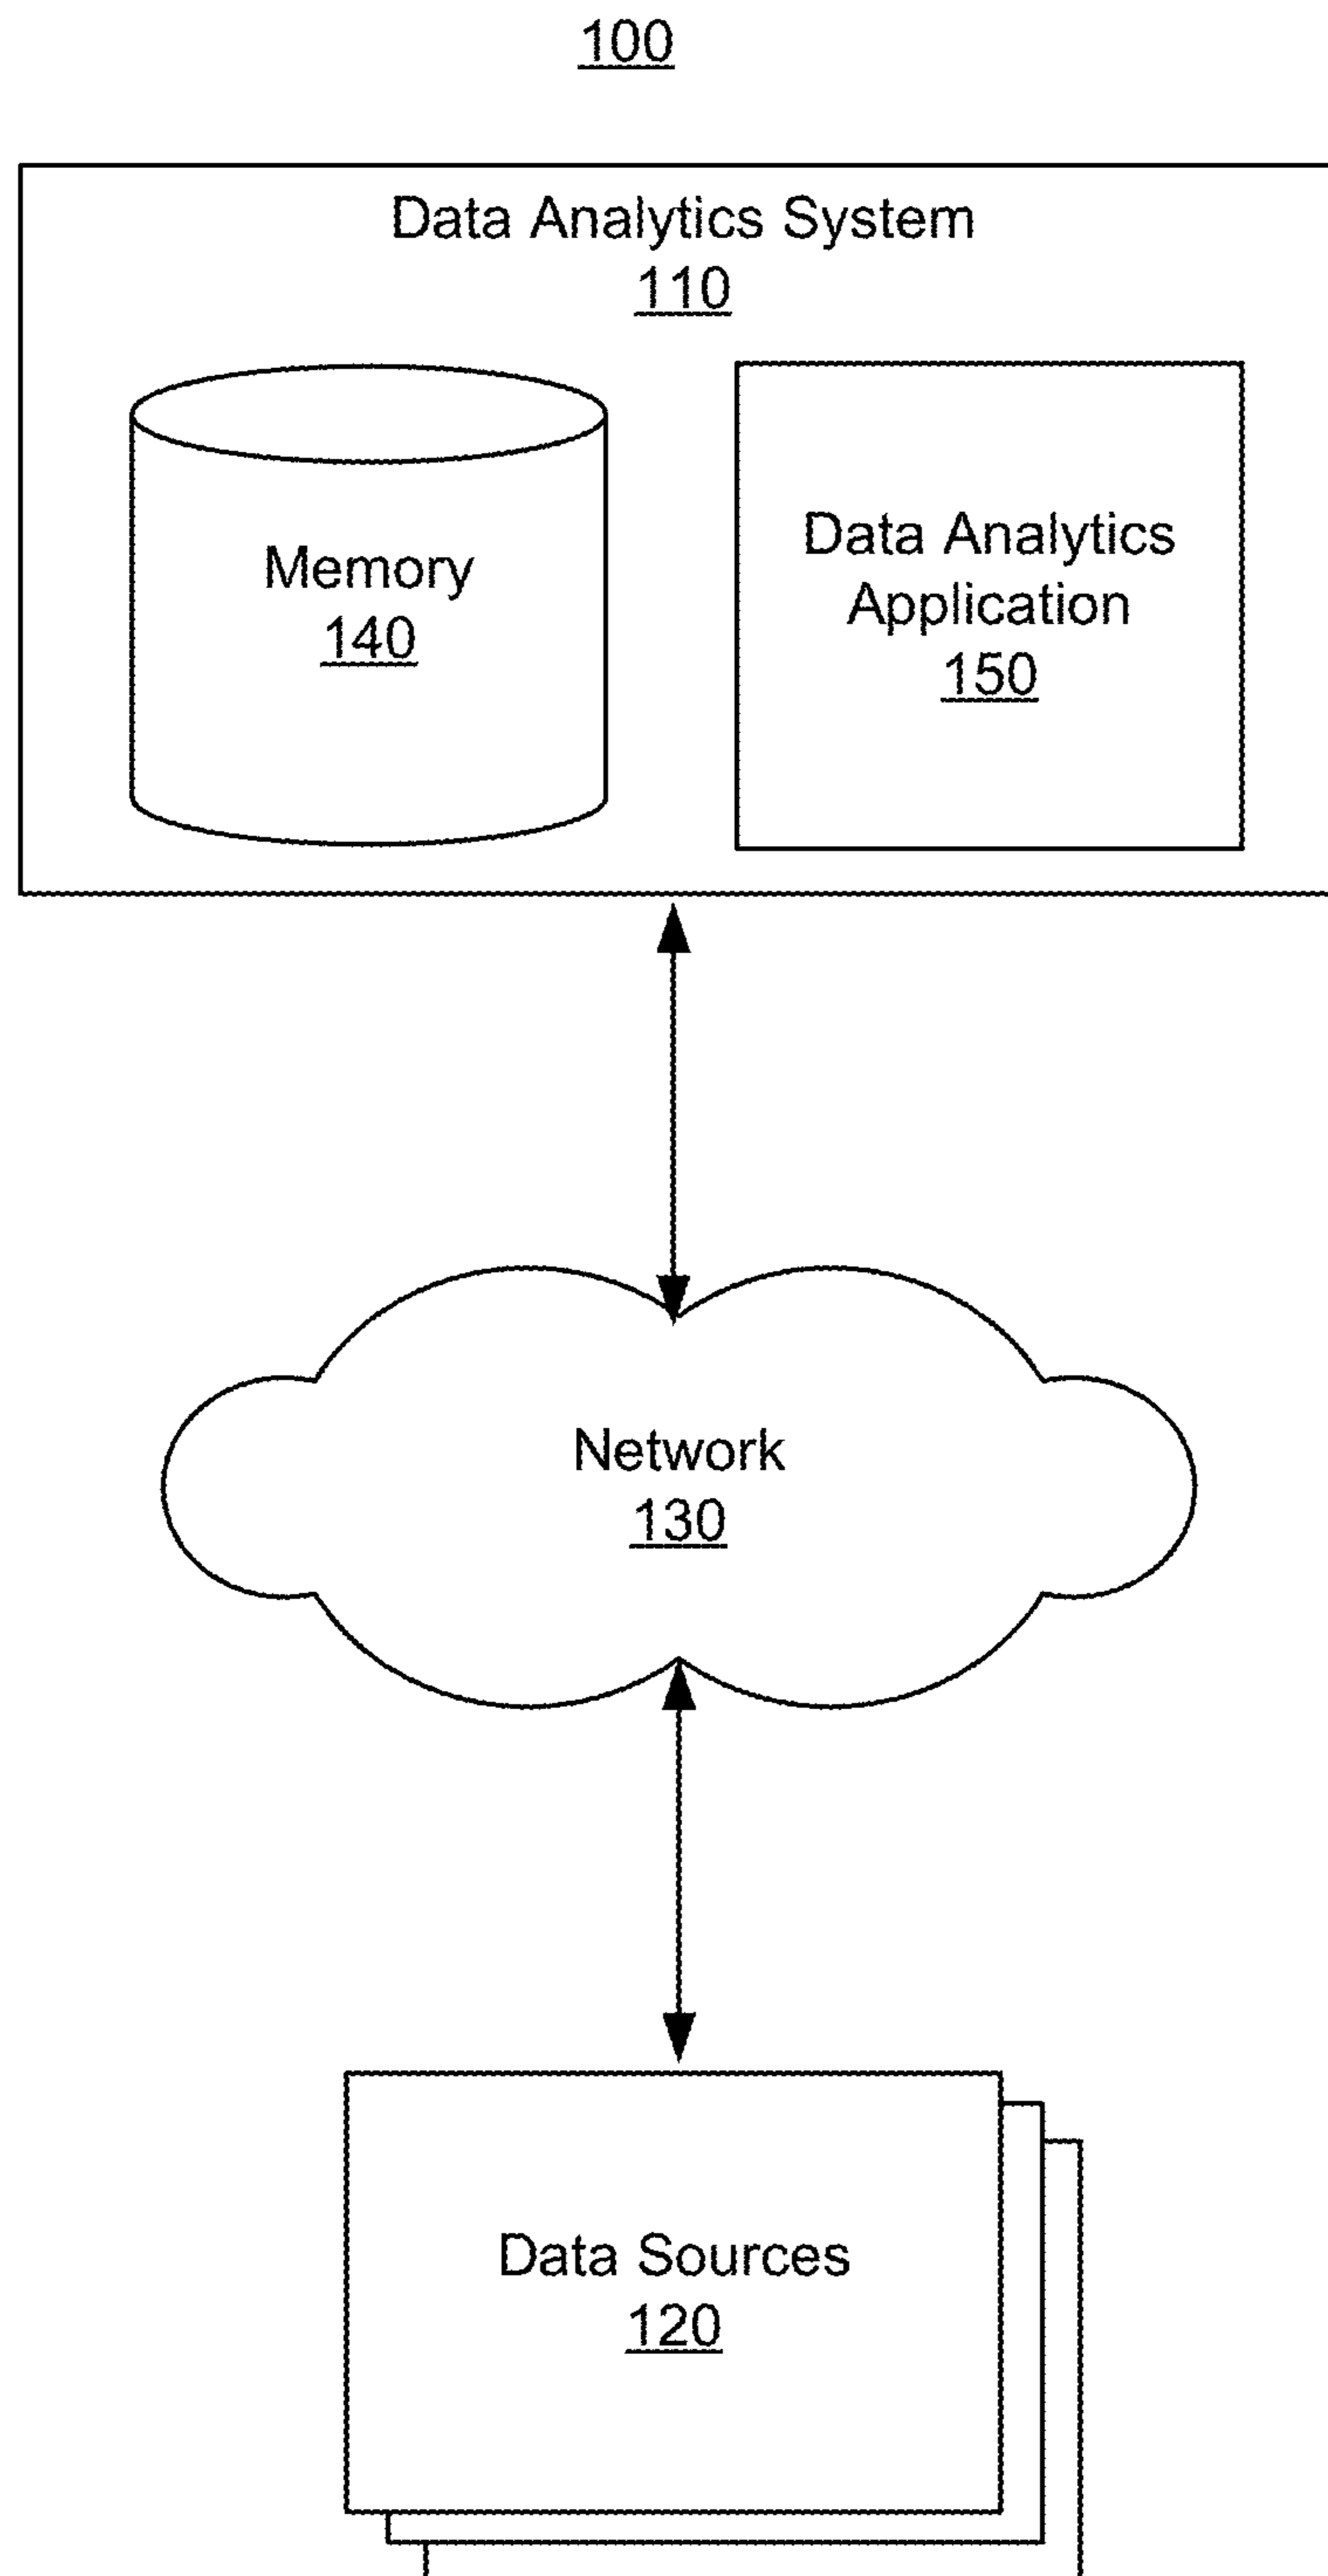 100
Data Analytics System
110
Memory
140
Data Analytics
Application
150
Network
130
Data Sources
120